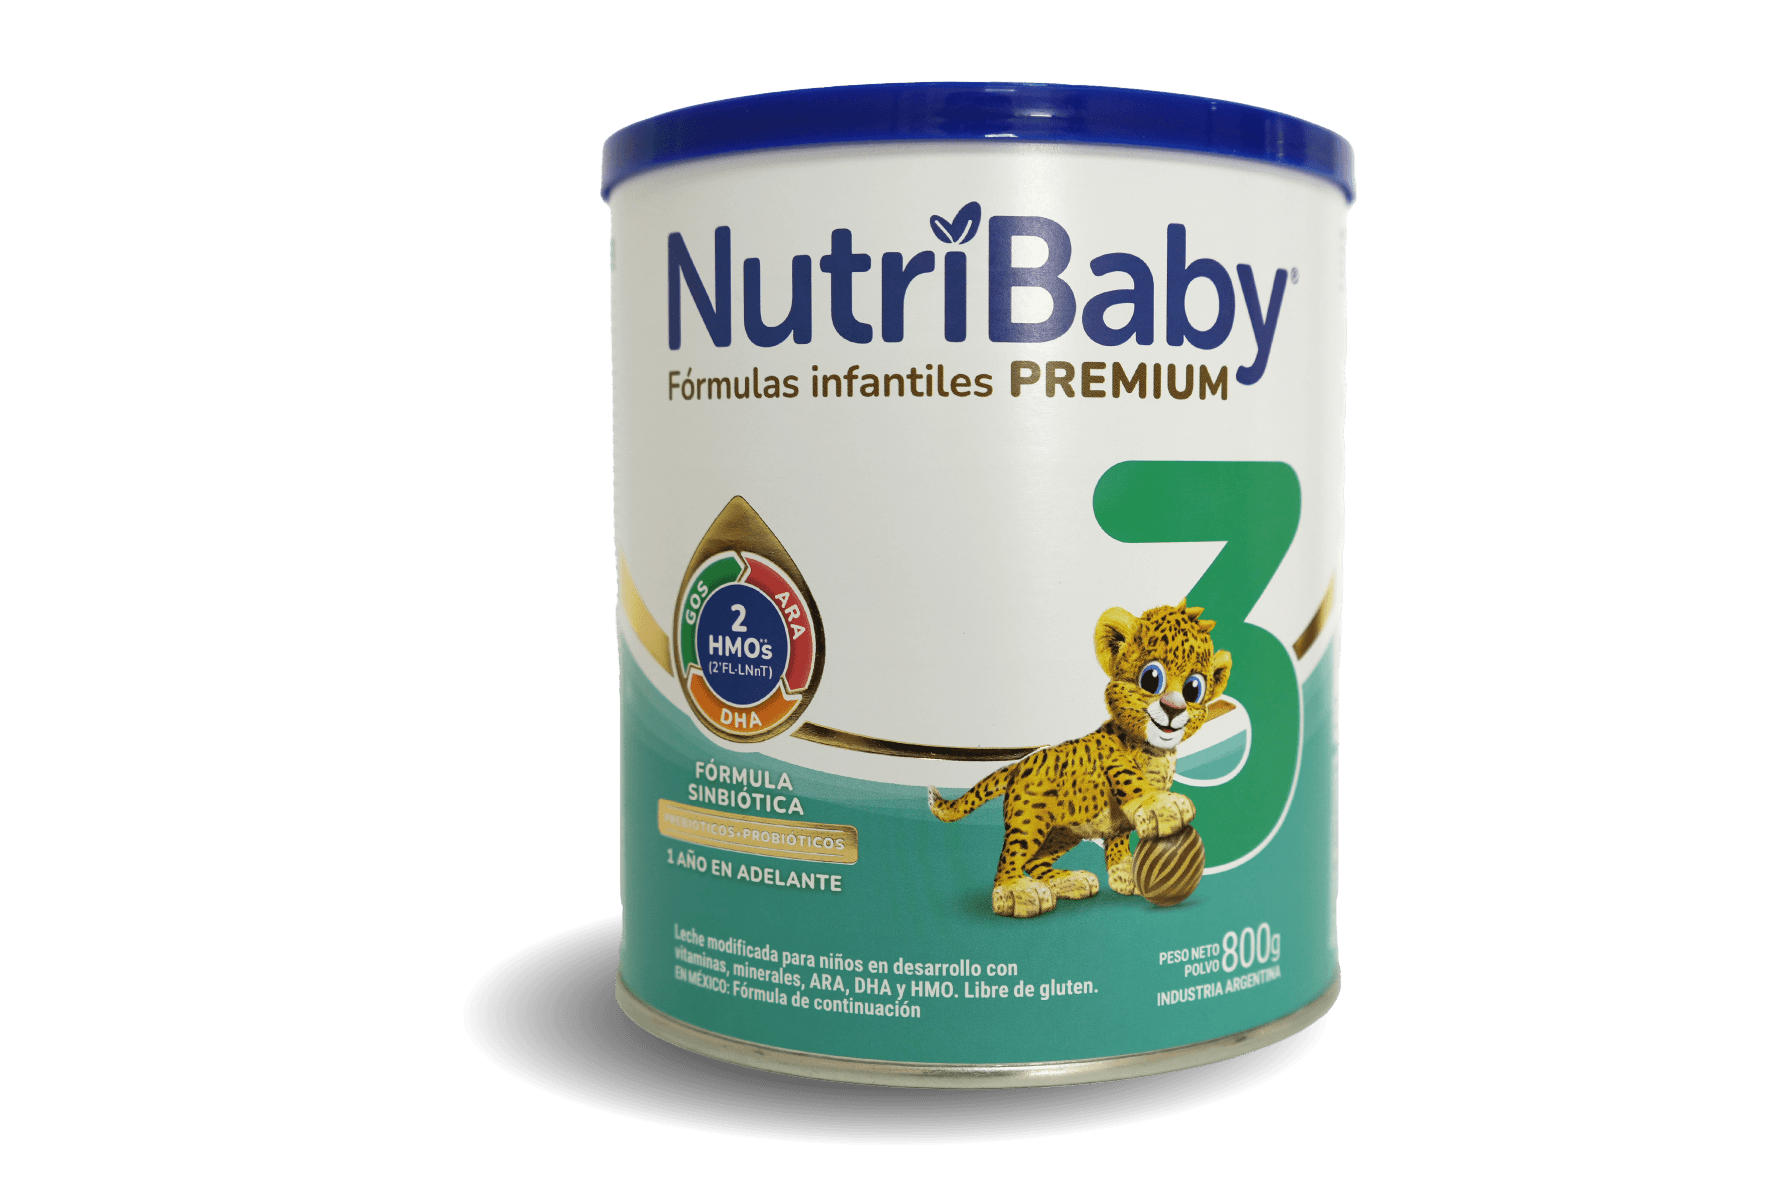 NutriBaby®
Fórmulas infantiles PREMIUM
3
GOS
ARA
2
HMOs**
(2'FL-LNnT)
DHA
FÓRMULA
SINBIÓTICA
PREBIÓTICOS+PROBIÓTICOS
1 AÑO EN ADELANTE
Leche modificada para niños en desarrollo con
vitaminas, minerales, ARA, DHA y HMO. Libre de gluten.
EN MÉXICO: Fórmula de continuación
PESO NETO
POLVO 800g
INDUSTRIA ARGENTINA